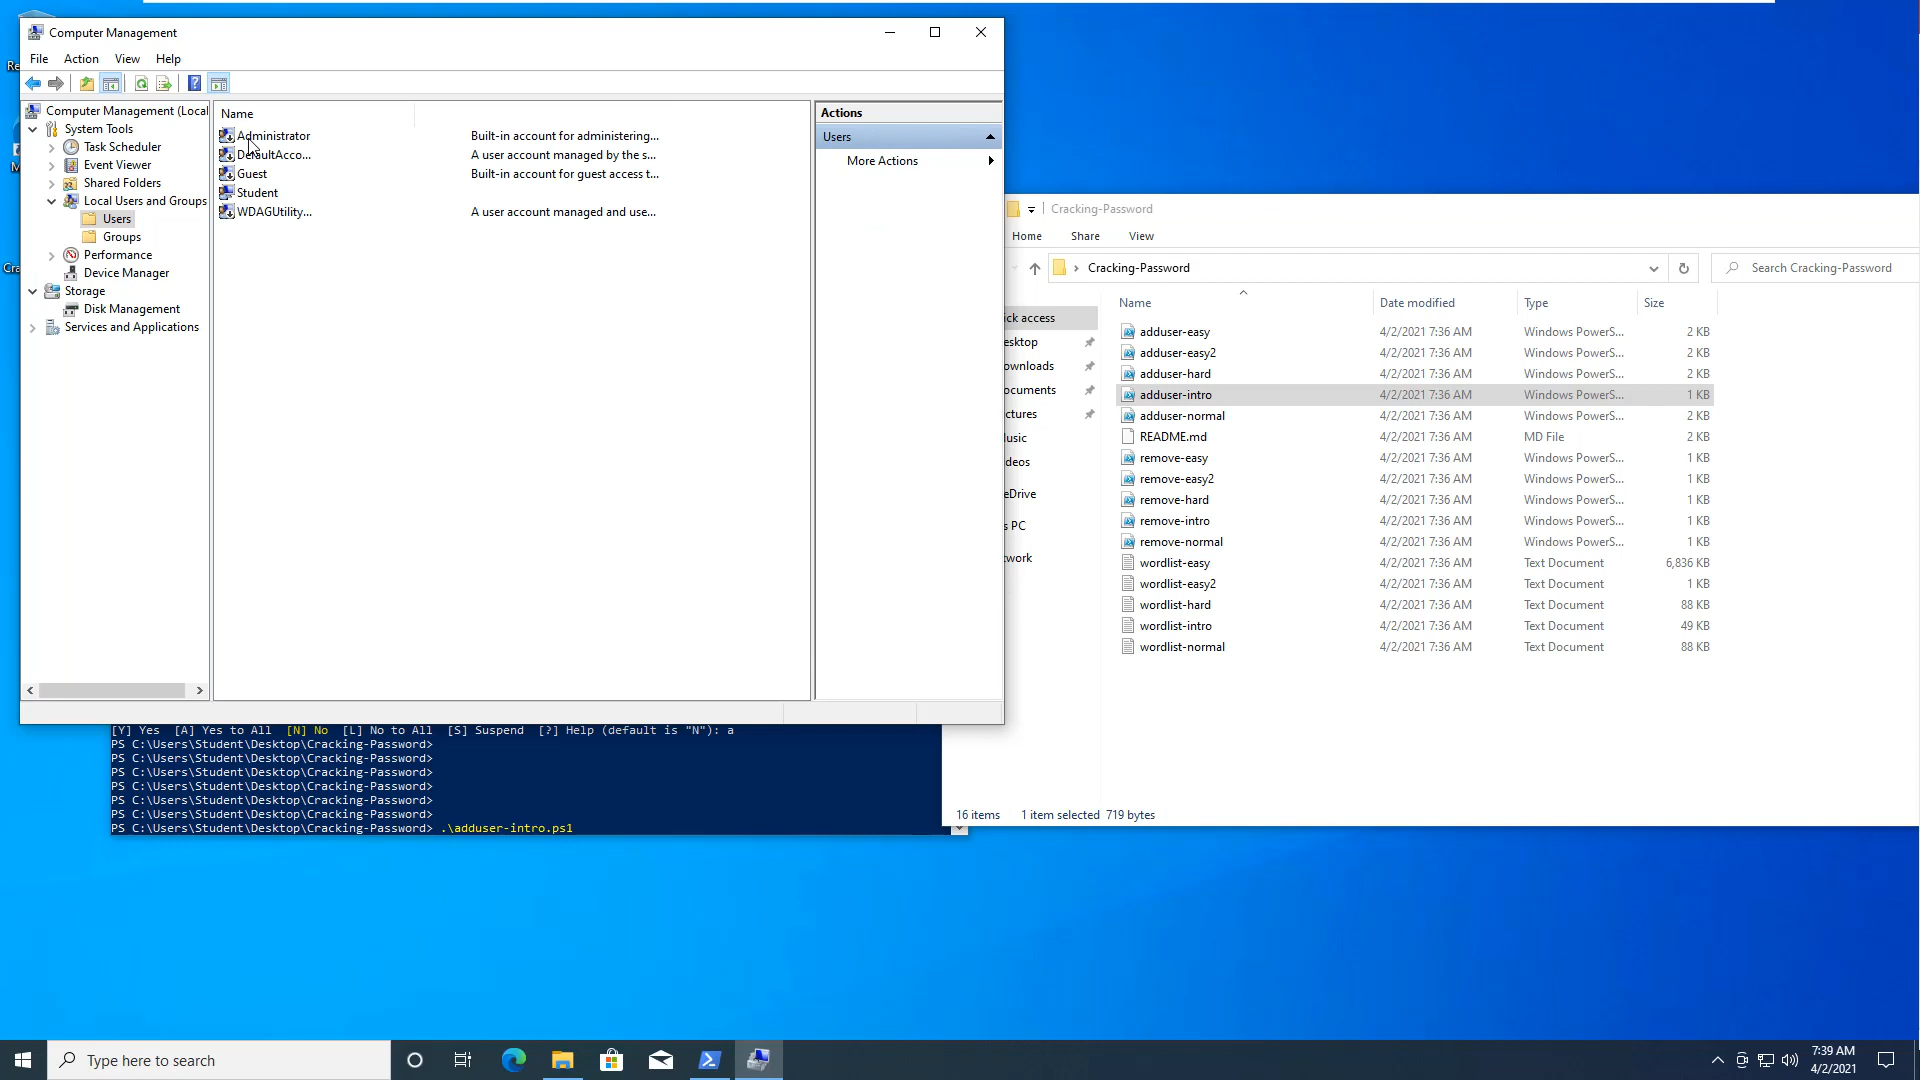 Computer Management
File Action View Help
Computer Management (Local
System Tools
Task Scheduler
Event Viewer
Shared Folders
Local Users and Groups
Users
Groups
Performance
Device Manager
Storage
Disk Management
Services and Applications
Name
Administrator Built-in account for administering...
DefaultAcco... A user account managed by the s...
Guest Built-in account for guest access t...
Student
WDAGUtility... A user account managed and use...
Actions
Users
More Actions
Cracking-Password
Home Share View
Cracking-Password
Search Cracking-Password
ick access
esktop
ownloads
ocuments
ctures
usic
deos
eDrive
s PC
twork
Name Date modified Type Size
adduser-easy 4/2/2021 7:36 AM Windows PowerS... 2 KB
adduser-easy2 4/2/2021 7:36 AM Windows PowerS... 2 KB
adduser-hard 4/2/2021 7:36 AM Windows PowerS... 2 KB
adduser-intro 4/2/2021 7:36 AM Windows PowerS... 1 KB
adduser-normal 4/2/2021 7:36 AM Windows PowerS... 2 KB
README.md 4/2/2021 7:36 AM MD File 2 KB
remove-easy 4/2/2021 7:36 AM Windows PowerS... 1 KB
remove-easy2 4/2/2021 7:36 AM Windows PowerS... 1 KB
remove-hard 4/2/2021 7:36 AM Windows PowerS... 1 KB
remove-intro 4/2/2021 7:36 AM Windows PowerS... 1 KB
remove-normal 4/2/2021 7:36 AM Windows PowerS... 1 KB
wordlist-easy 4/2/2021 7:36 AM Text Document 6,836 KB
wordlist-easy2 4/2/2021 7:36 AM Text Document 1 KB
wordlist-hard 4/2/2021 7:36 AM Text Document 88 KB
wordlist-intro 4/2/2021 7:36 AM Text Document 49 KB
wordlist-normal 4/2/2021 7:36 AM Text Document 88 KB
16 items 1 item selected 719 bytes
[Y] Yes [A] Yes to All [N] No [L] No to All [S] Suspend [?] Help (default is "N"): a
PS C:\Users\Student\Desktop\Cracking-Password>
PS C:\Users\Student\Desktop\Cracking-Password>
PS C:\Users\Student\Desktop\Cracking-Password>
PS C:\Users\Student\Desktop\Cracking-Password>
PS C:\Users\Student\Desktop\Cracking-Password>
PS C:\Users\Student\Desktop\Cracking-Password>
PS C:\Users\Student\Desktop\Cracking-Password> .\adduser-intro.ps1
Re
M
Cra
Type here to search
7:39 AM
4/2/2021